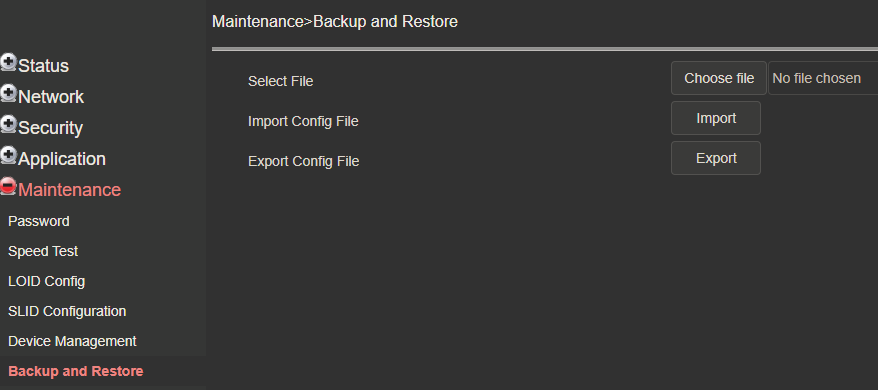 Maintenance>Backup and Restore
Status
Network
Security
Application
Maintenance
Password
Speed Test
LOID Config
SLID Configuration
Device Management
Backup and Restore
Select File Choose file No file chosen
Import Config File Import
Export Config File Export